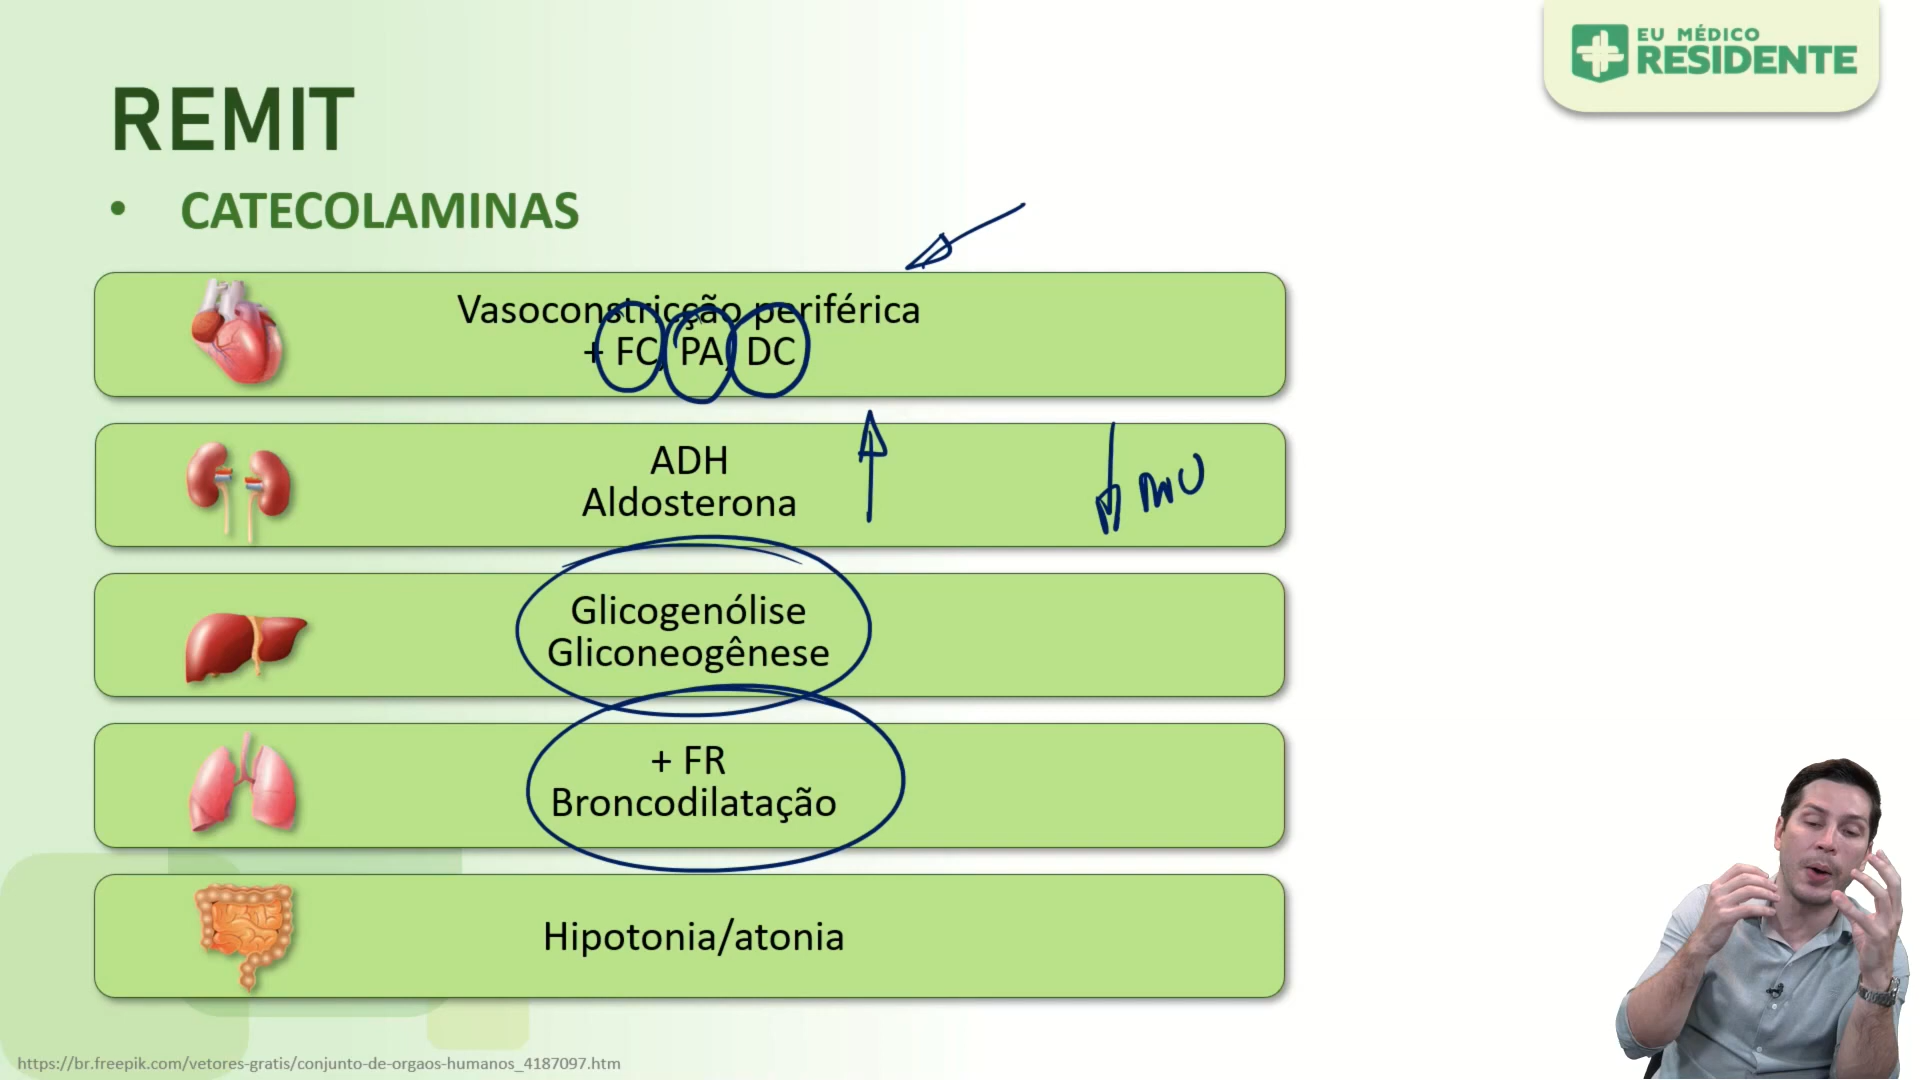 EU MÉDICO
RESIDENTE
REMIT
• CATECOLAMINAS
Vasoconstricção periférica
+ FC, PA, DC
ADH
Aldosterona
Glicogenólise
Gliconeogênese
+ FR
Broncodilatação
Hipotonia/atonia
https://br.freepik.com/vetores-gratis/conjunto-de-orgaos-humanos_4187097.htm